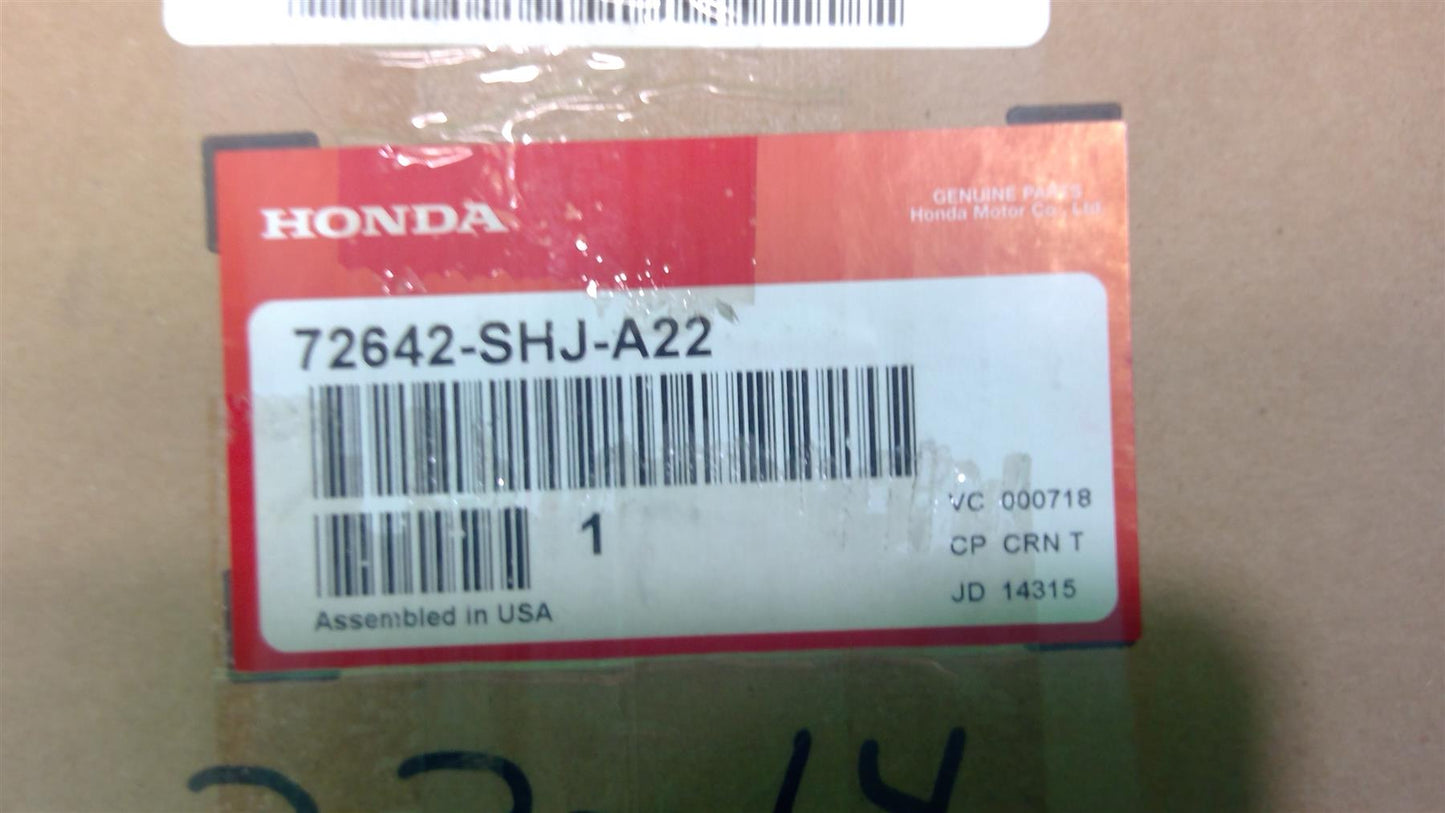 HONDA
GENUINE PARTS
Honda Motor Co., Ltd.
72642-SHJ-A22
1
VC 000718
CP CRN T
JD 14315
Assembled in USA